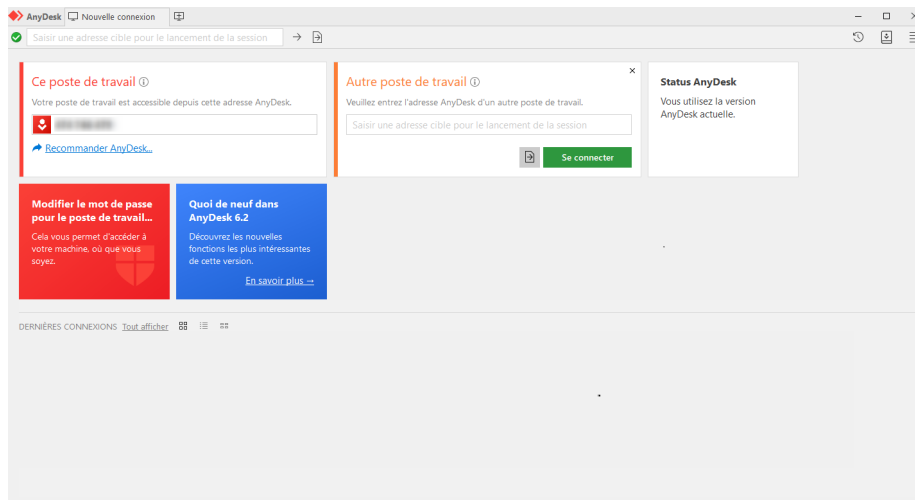 AnyDesk Nouvelle connexion
Saisir une adresse cible pour le lancement de la session
Ce poste de travail
Votre poste de travail est accessible depuis cette adresse AnyDesk.
Recommander AnyDesk...
Autre poste de travail
Veuillez entrez l'adresse AnyDesk d'un autre poste de travail.
Saisir une adresse cible pour le lancement de la session
Se connecter
Status AnyDesk
Vous utilisez la version
AnyDesk actuelle.
Modifier le mot de passe
pour le poste de travail...
Cela vous permet d'accéder à
votre machine, où que vous
soyez.
Quoi de neuf dans
AnyDesk 6.2
Découvrez les nouvelles
fonctions les plus intéressantes
de cette version.
En savoir plus →
DERNIÈRES CONNEXIONS Tout afficher